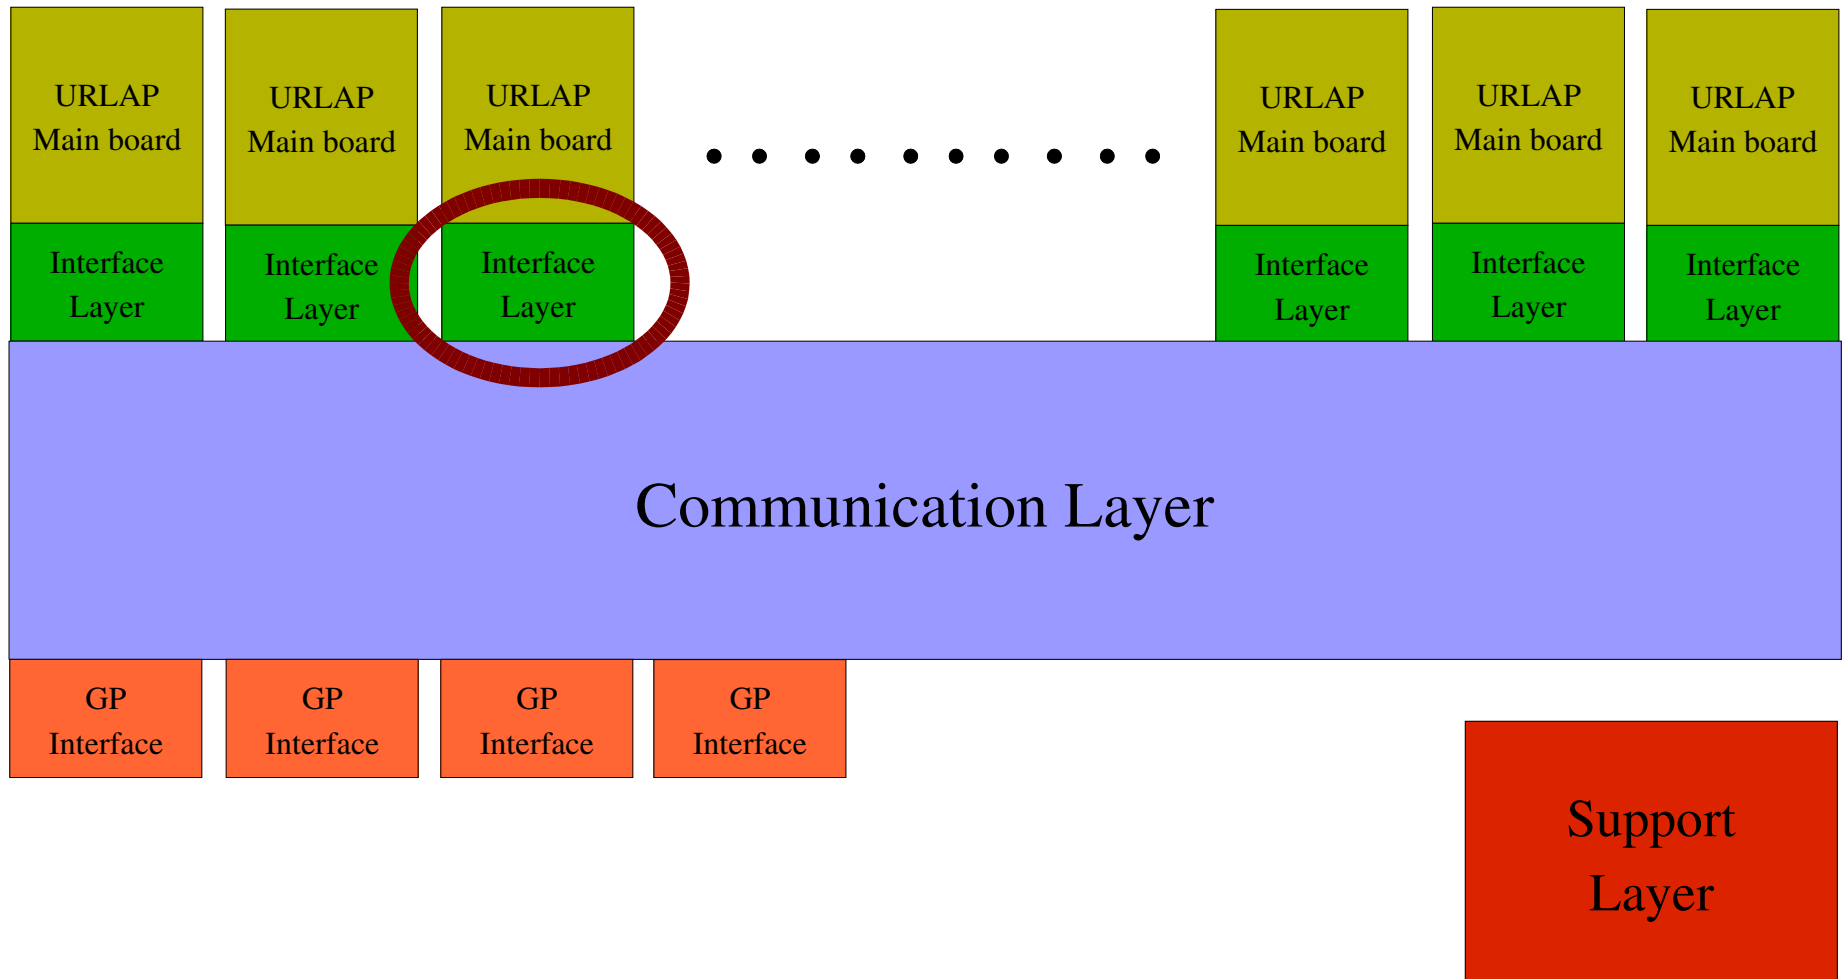 URLAP
Main board
URLAP
Main board
URLAP
Main board
URLAP
Main board
URLAP
Main board
URLAP
Main board
Interface
Layer
Interface
Layer
Interface
Layer
Interface
Layer
Interface
Layer
Interface
Layer
Communication Layer
GP
Interface
GP
Interface
GP
Interface
GP
Interface
Support
Layer